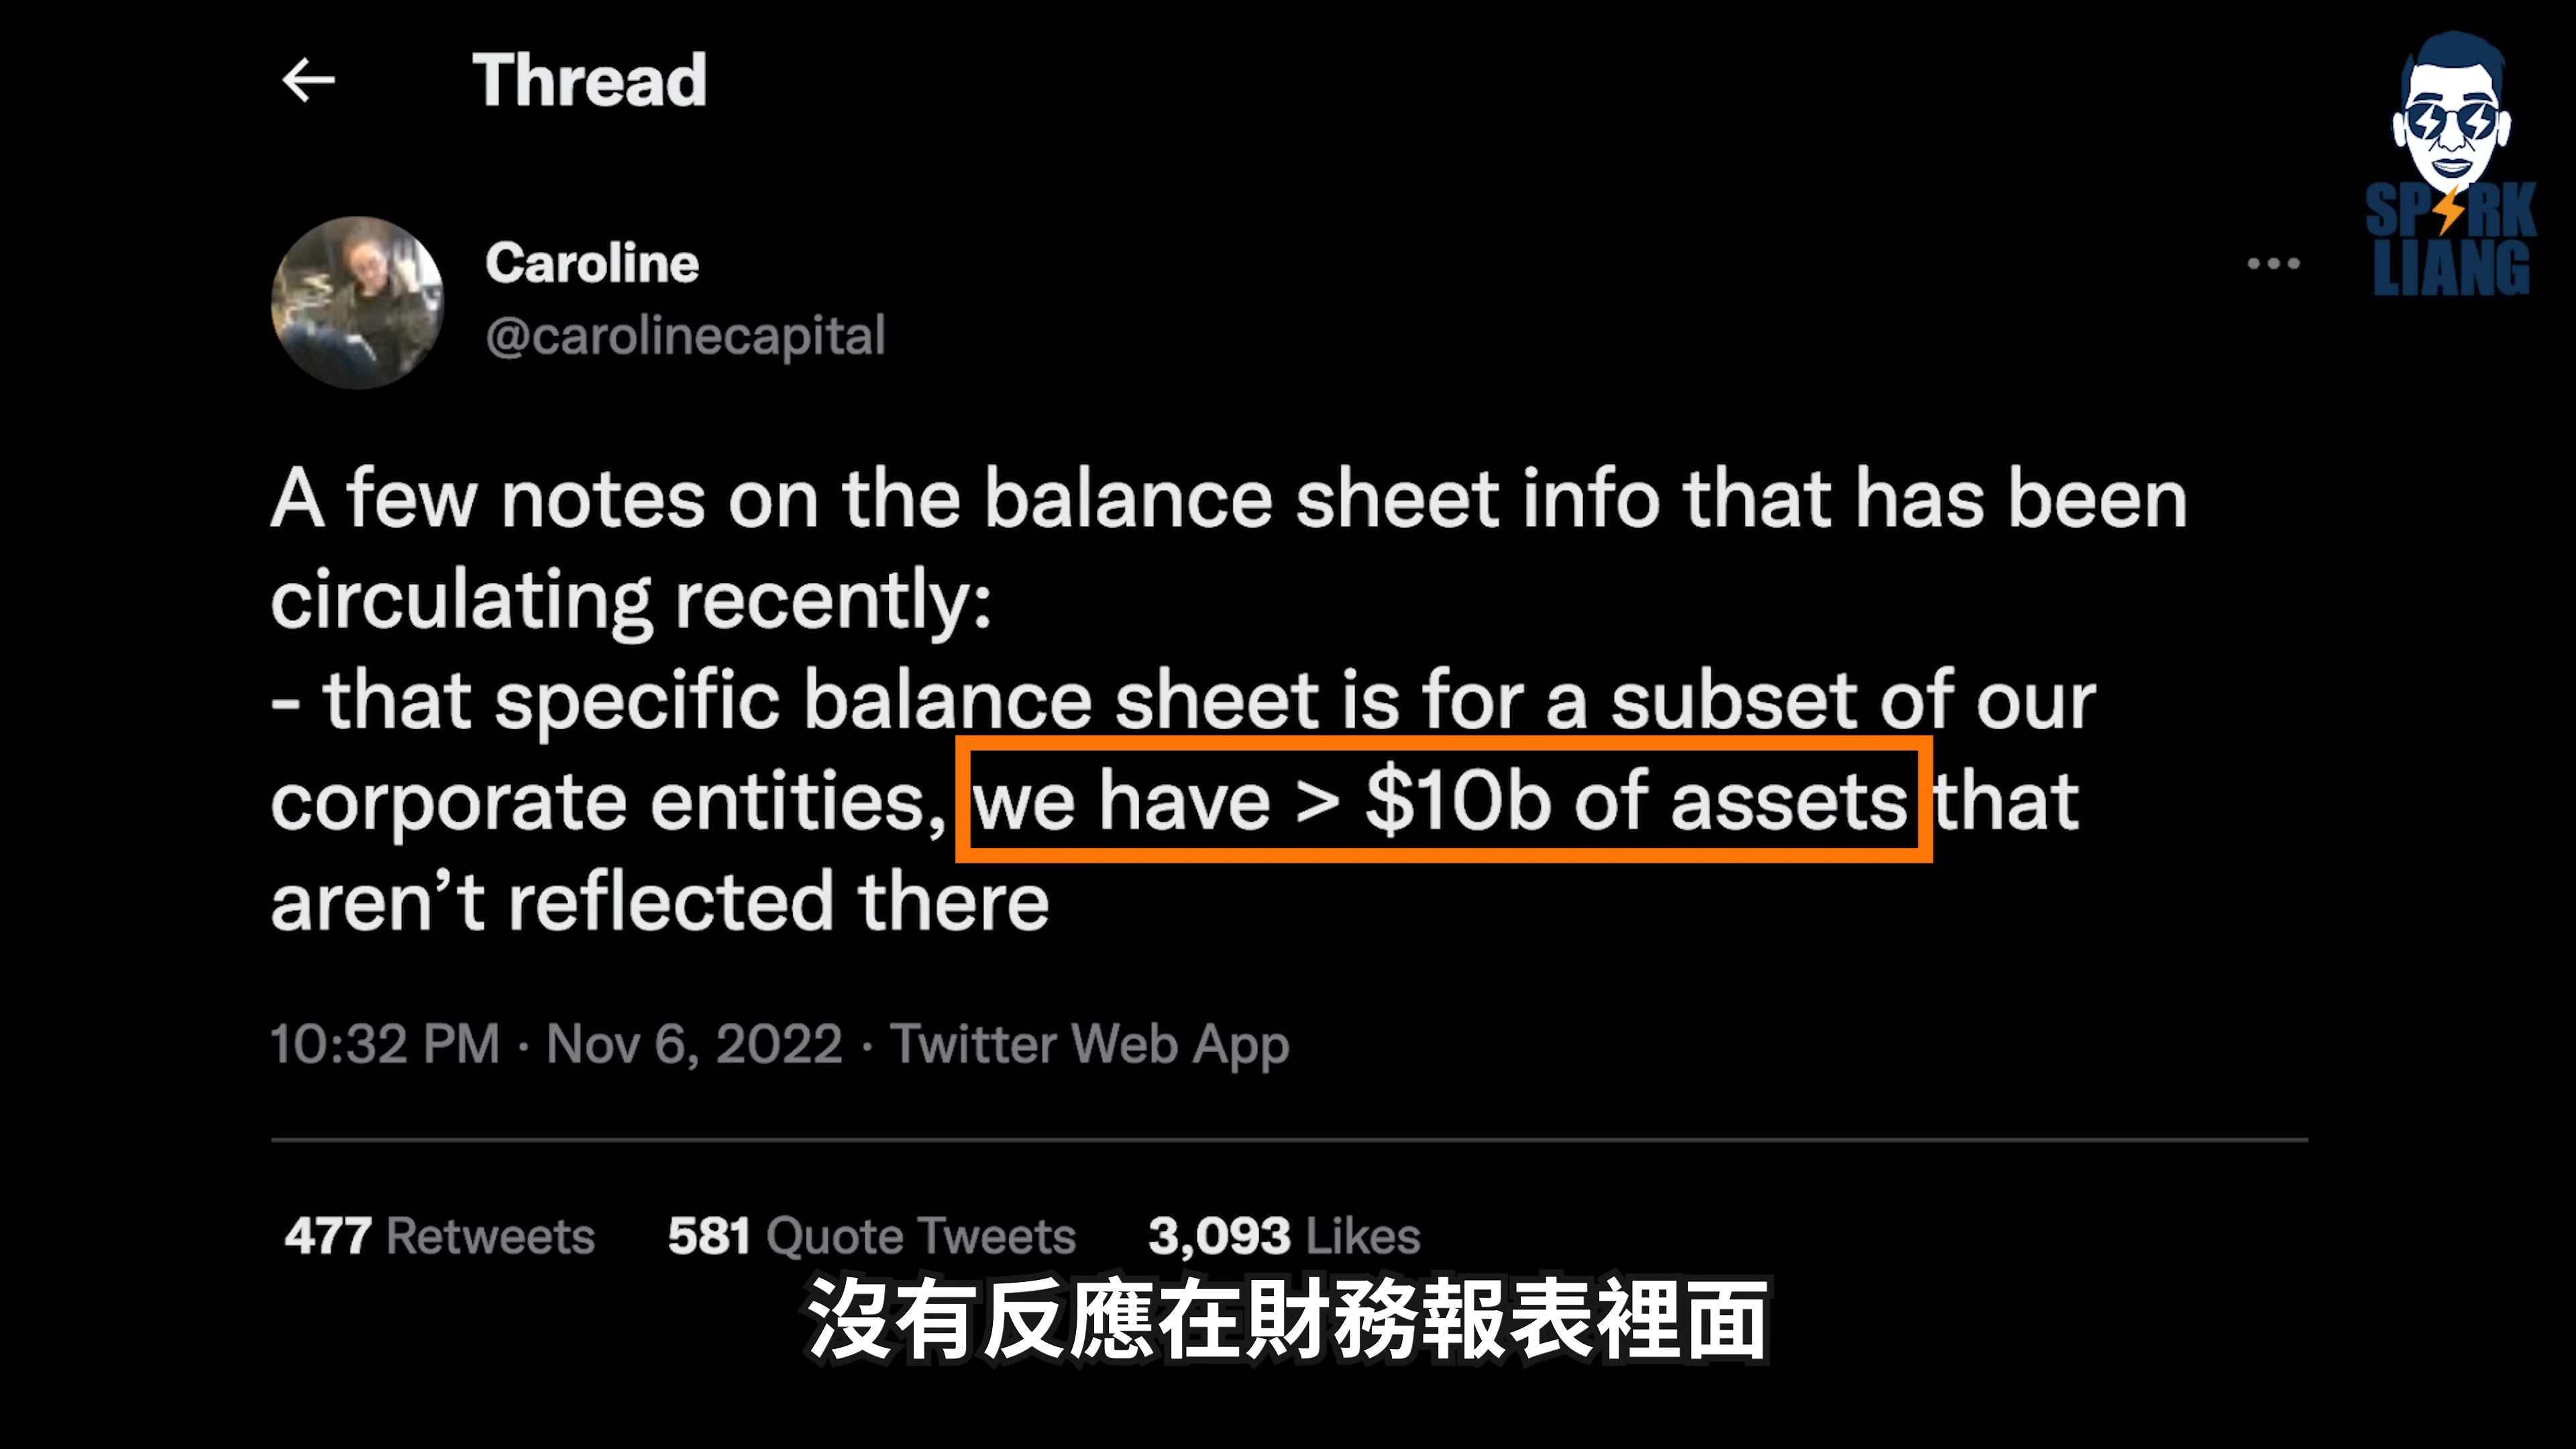 Thread
SPARK
LIANG
Caroline
@carolinecapital
A few notes on the balance sheet info that has been
circulating recently:
- that specific balance sheet is for a subset of our
corporate entities, we have > $10b of assets that
aren’t reflected there
10:32 PM · Nov 6, 2022 · Twitter Web App
477 Retweets 581 Quote Tweets 3,093 Likes
沒有反應在財務報表裡面